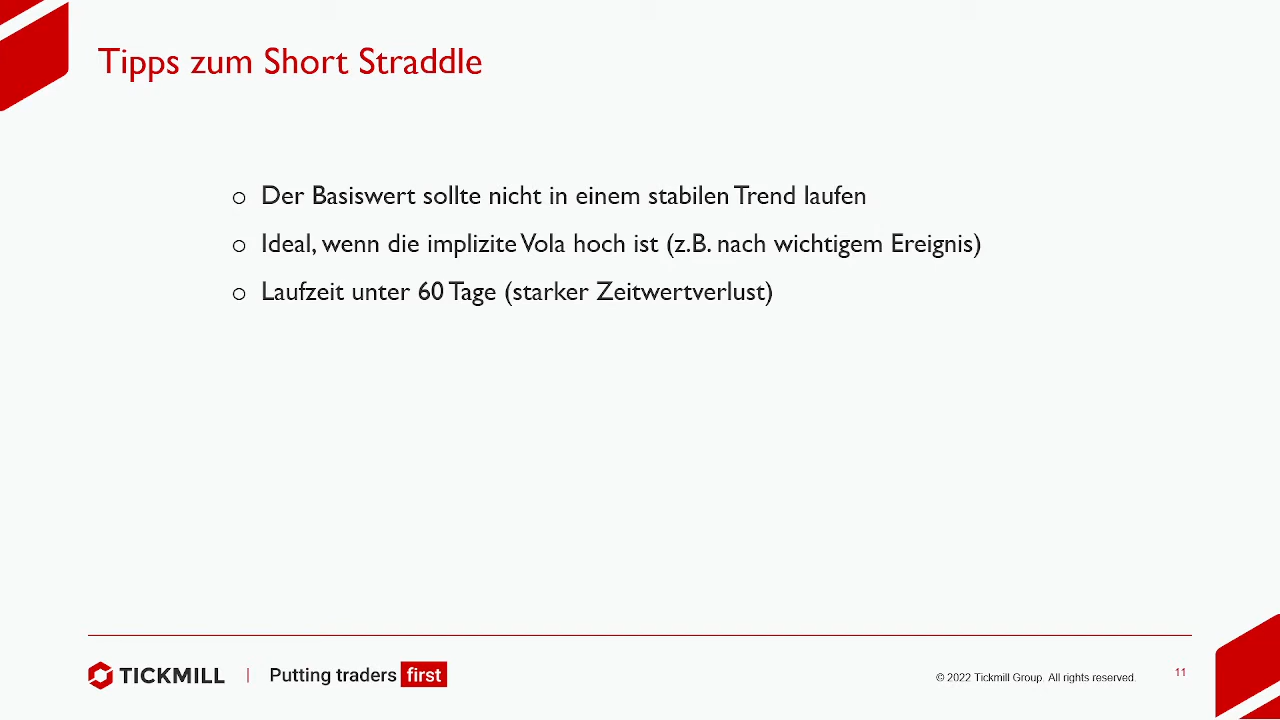 Tipps zum Short Straddle
Der Basiswert sollte nicht in einem stabilen Trend laufen
Ideal, wenn die implizite Vola hoch ist (z.B. nach wichtigem Ereignis)
Laufzeit unter 60 Tage (starker Zeitwertverlust)
TICKMILL | Putting traders first
© 2022 Tickmill Group. All rights reserved.
11